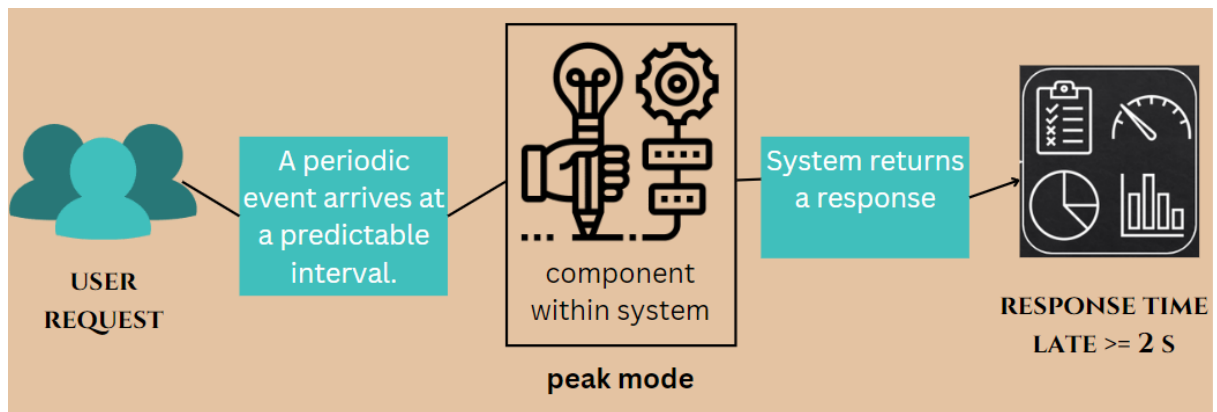 USER
REQUEST
A periodic
event arrives at
a predictable
interval.
component
within system
peak mode
System returns
a response
RESPONSE TIME
LATE >= 2 S